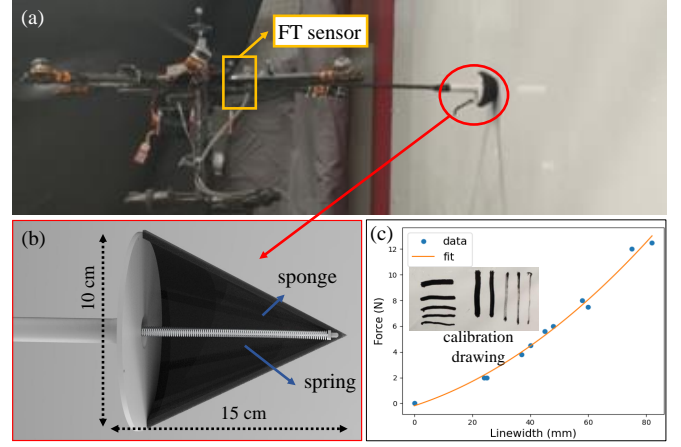 (a)
FT sensor
(b)
10 cm
sponge
spring
15 cm
(c)
data
fit
calibration
drawing
Force (N)
12
10
8
6
4
2
0
0 20 40 60 80
Linewidth (mm)